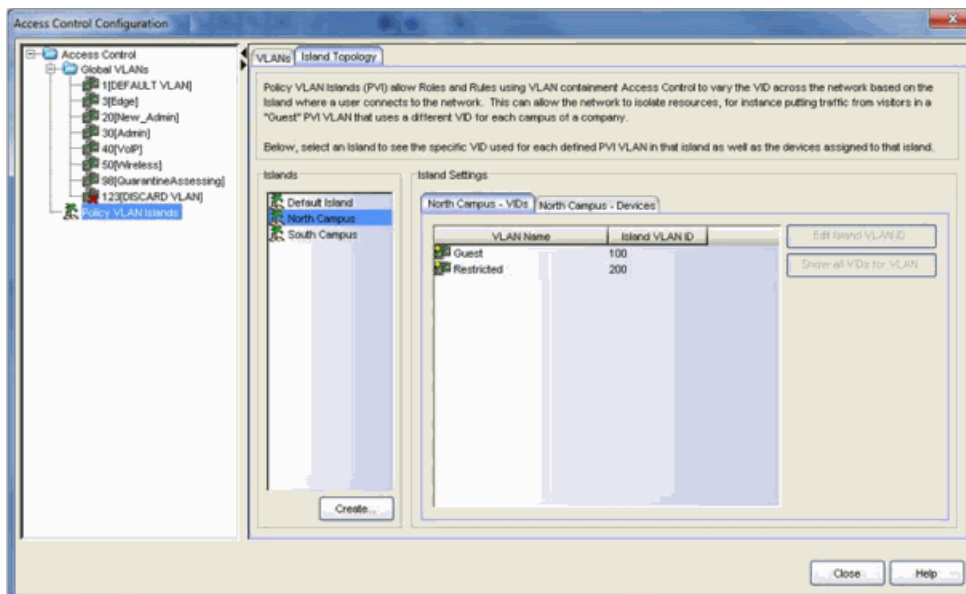 Access Control Configuration
Access Control
Global VLANs
1[DEFAULT VLAN]
3[Edge]
20[New_Admin]
30[Admin]
40[VoIP]
50[Wireless]
98[QuarantineAssessing]
123[DISCARD VLAN]
Policy VLAN Islands
VLANs
Island Topology
Policy VLAN Islands (PVI) allow Roles and Rules using VLAN containment Access Control to vary the VID across the network based on the
Island where a user connects to the network. This can allow the network to isolate resources, for instance putting traffic from visitors in a
"Guest" PVI VLAN that uses a different VID for each campus of a company.
Below, select an Island to see the specific VID used for each defined PVI VLAN in that island as well as the devices assigned to that island.
Islands
Default Island
North Campus
South Campus
Create...
Island Settings
North Campus - VIDs
North Campus - Devices
VLAN Name
Island VLAN ID
Guest
100
Restricted
200
Edit Island VLAN ID
Show all VIDs for VLAN
Close
Help